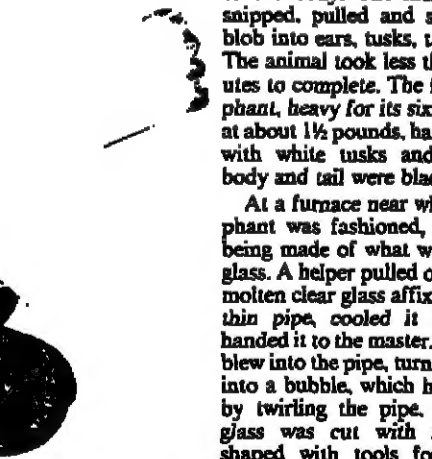 snipped, pulled and s
blob into ears, tusks, t
The animal took less th
utes to complete. The f
phant, heavy for its six
at about 1½ pounds, ha
with white tusks and
body and tail were blac
At a furnace near wh
phant was fashioned,
being made of what w
glass. A helper pulled o
molten clear glass affix
thin pipe, cooled it
handed it to the master.
blew into the pipe, turn
into a bubble, which h
by twirling the pipe.
glass was cut with
shaped with tools fo